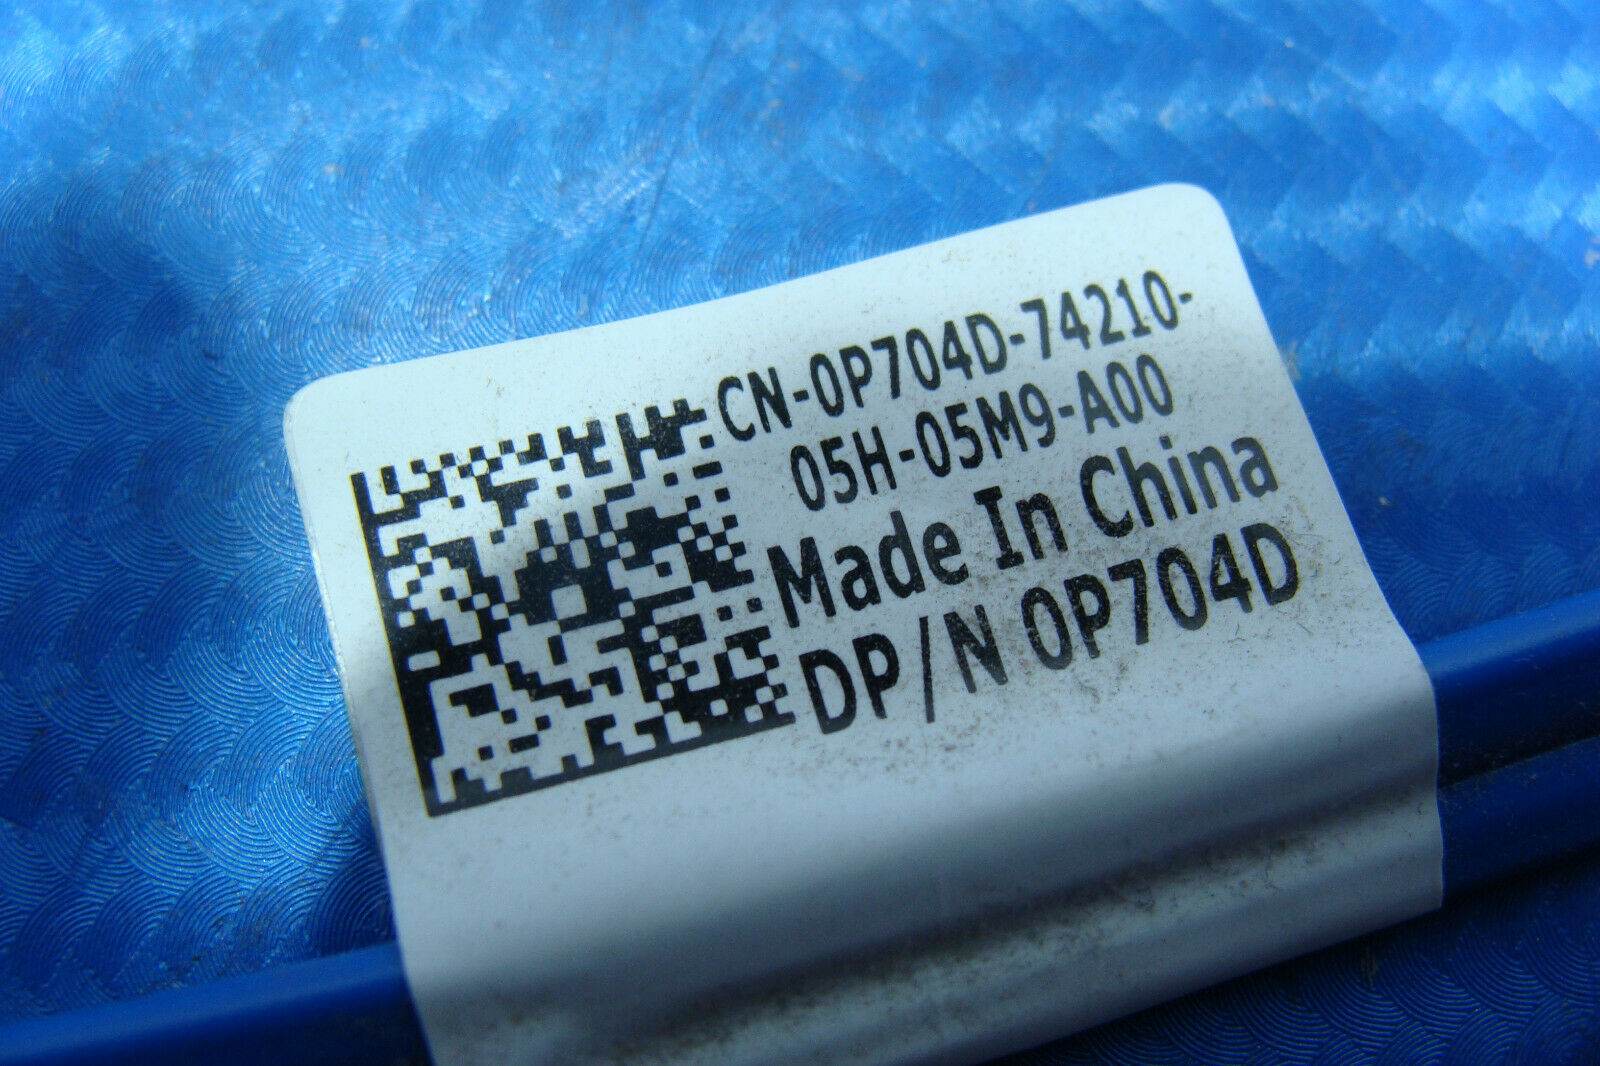 CN-0P704D-74210-
05H-05M9-A00
Made In China
DP/N 0P704D